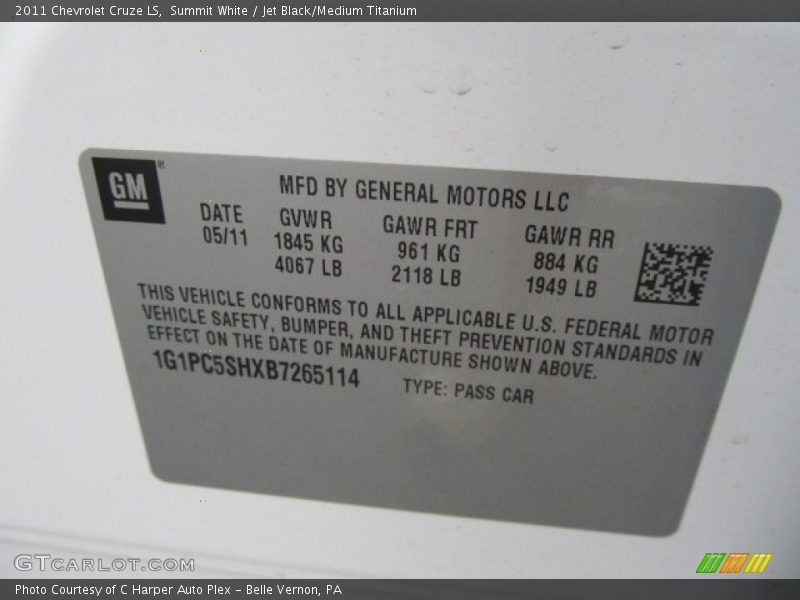 2011 Chevrolet Cruze LS,  Summit White / Jet Black/Medium Titanium
GM®
MFD BY GENERAL MOTORS LLC
DATE GVWR GAWR FRT GAWR RR
05/11 1845 KG 961 KG 884 KG
4067 LB 2118 LB 1949 LB
THIS VEHICLE CONFORMS TO ALL APPLICABLE U.S. FEDERAL MOTOR
VEHICLE SAFETY, BUMPER, AND THEFT PREVENTION STANDARDS IN
EFFECT ON THE DATE OF MANUFACTURE SHOWN ABOVE.
1G1PC5SHXB7265114 TYPE: PASS CAR
GTCARLOT.COM
Photo Courtesy of C Harper Auto Plex - Belle Vernon, PA